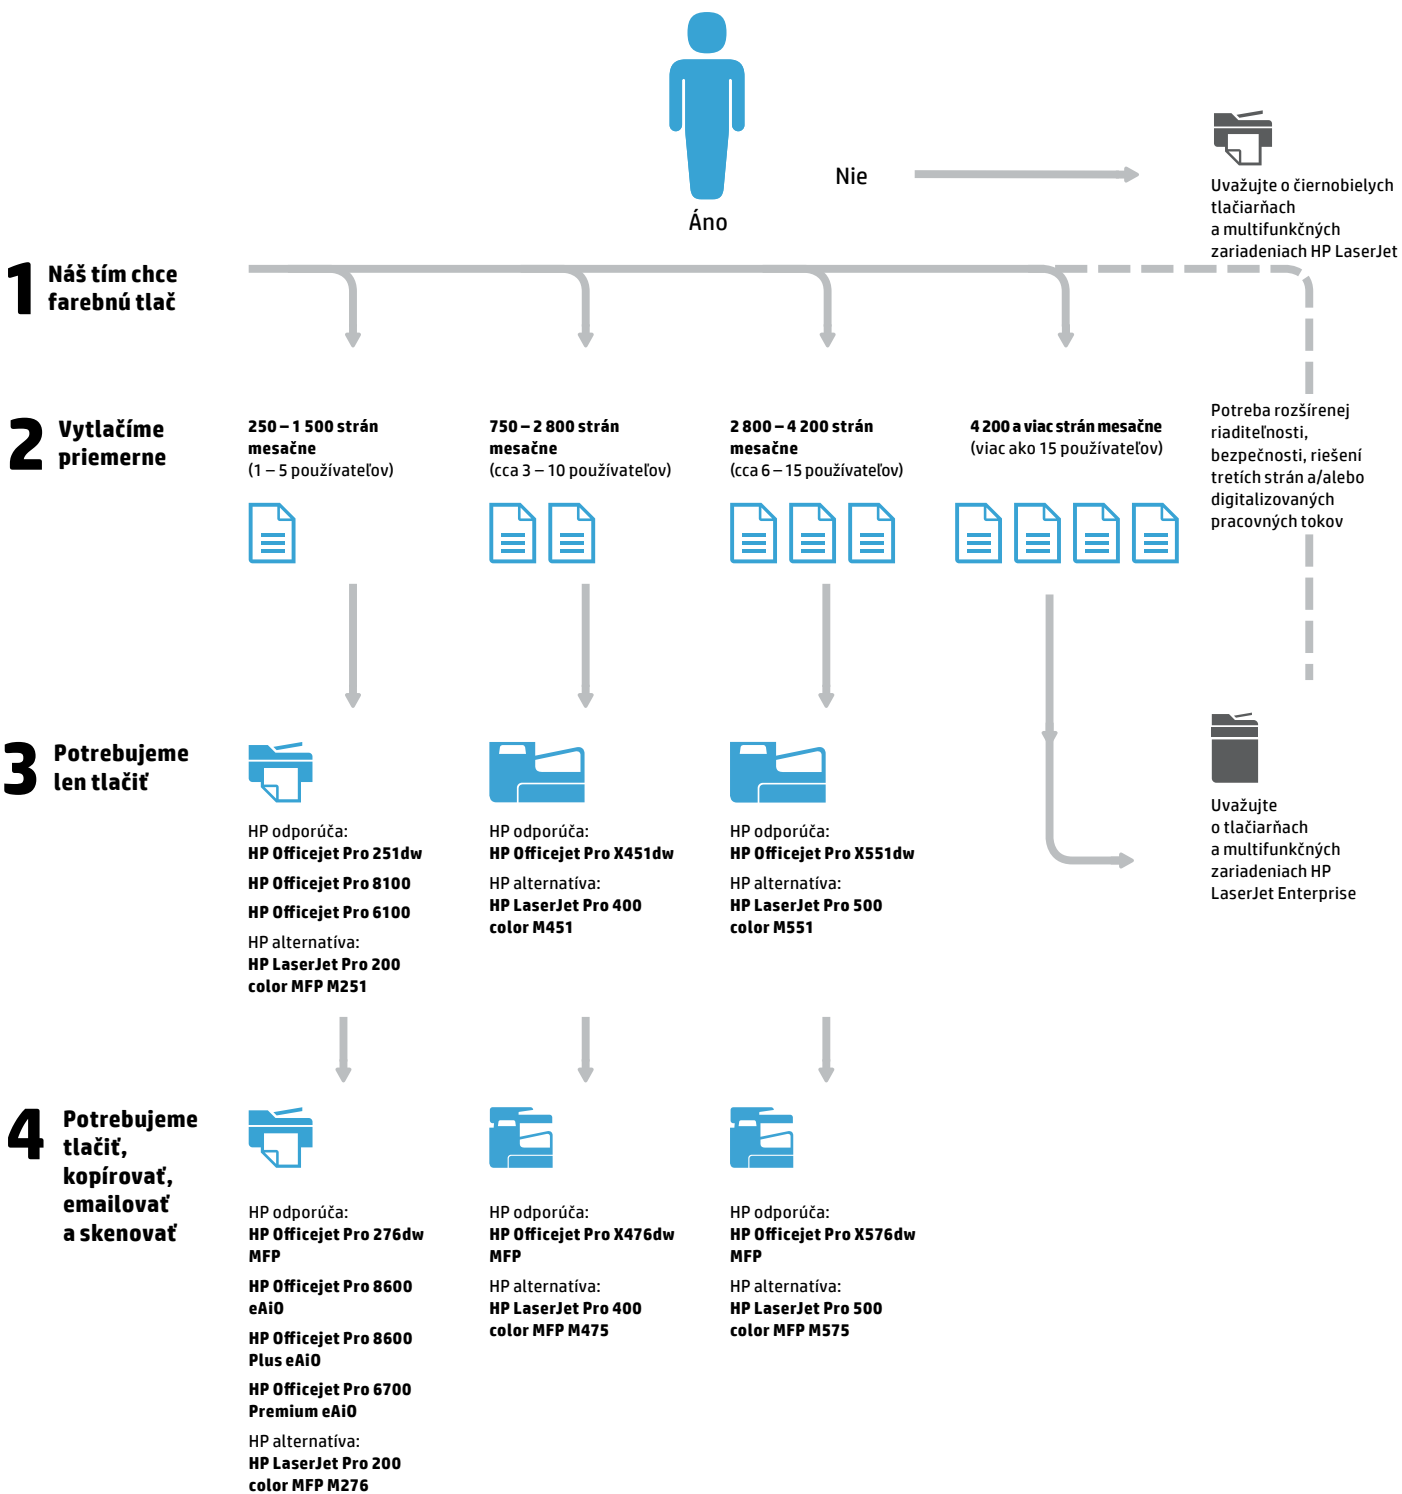 Nie
Áno
Uvažujte o čiernobielych
tlačiarňach
a multifunkčných
zariadeniach HP LaserJet
1 Náš tím chce
farebnú tlač
2 Vytlačíme
priemerne
250 – 1 500 strán
mesačne
(1 – 5 používateľov)
750 – 2 800 strán
mesačne
(cca 3 – 10 používateľov)
2 800 – 4 200 strán
mesačne
(cca 6 – 15 používateľov)
4 200 a viac strán mesačne
(viac ako 15 používateľov)
Potreba rozšírenej
riaditeľnosti,
bezpečnosti, riešení
tretích strán a/alebo
digitalizovaných
pracovných tokov
3 Potrebujeme
len tlačiť
HP odporúča:
HP Officejet Pro 251dw
HP Officejet Pro 8100
HP Officejet Pro 6100
HP alternatíva:
HP LaserJet Pro 200
color MFP M251
HP odporúča:
HP Officejet Pro X451dw
HP alternatíva:
HP LaserJet Pro 400
color M451
HP odporúča:
HP Officejet Pro X551dw
HP alternatíva:
HP LaserJet Pro 500
color M551
Uvažujte
o tlačiarňach
a multifunkčných
zariadeniach HP
LaserJet Enterprise
4 Potrebujeme
tlačiť,
kopírovať,
emailovať
a skenovať
HP odporúča:
HP Officejet Pro 276dw
MFP
HP Officejet Pro 8600
eAiO
HP Officejet Pro 8600
Plus eAiO
HP Officejet Pro 6700
Premium eAiO
HP alternatíva:
HP LaserJet Pro 200
color MFP M276
HP odporúča:
HP Officejet Pro X476dw
MFP
HP alternatíva:
HP LaserJet Pro 400
color MFP M475
HP odporúča:
HP Officejet Pro X576dw
MFP
HP alternatíva:
HP LaserJet Pro 500
color MFP M575